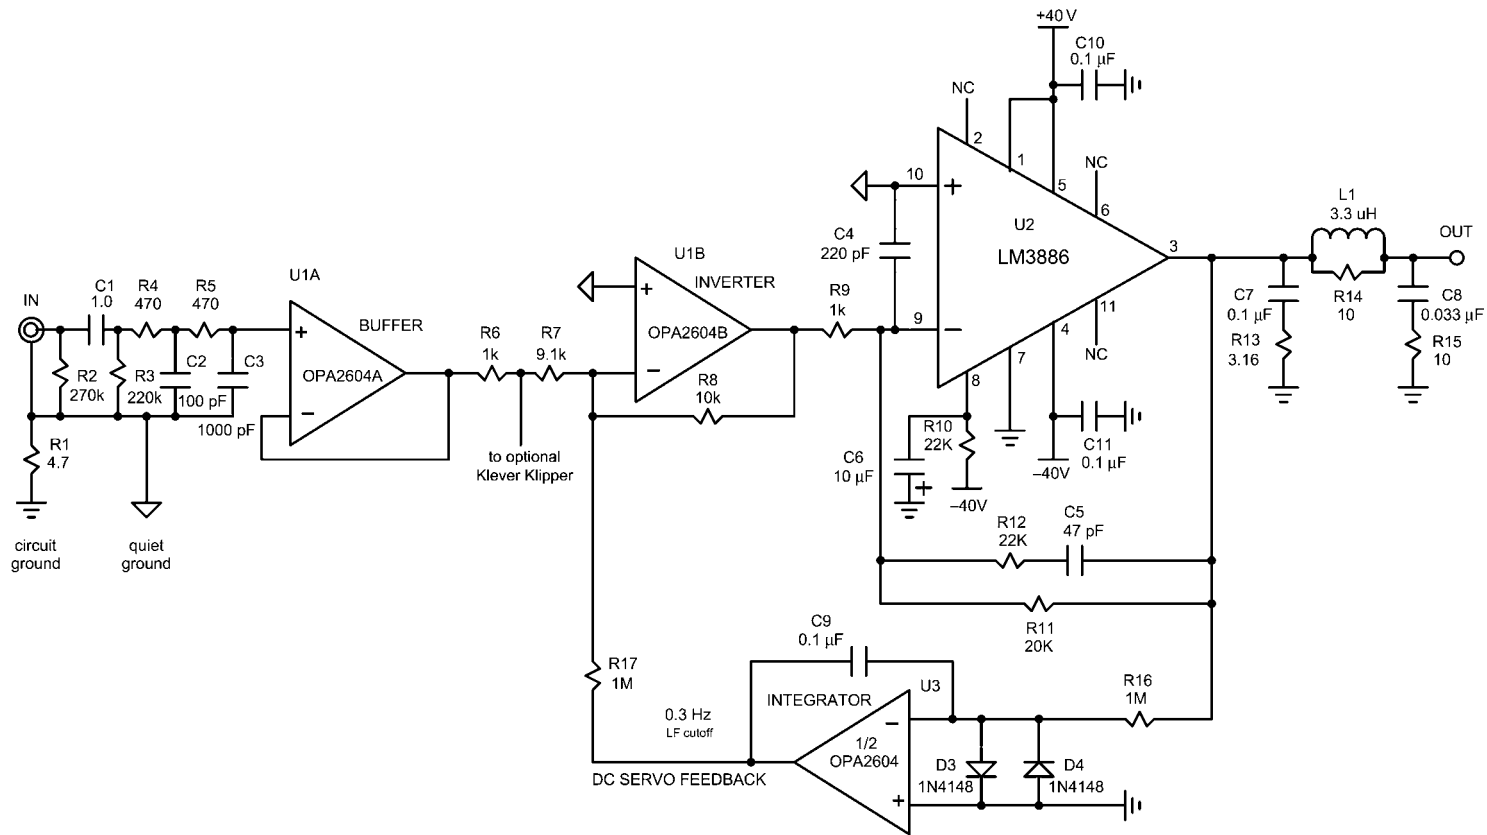 +40 V
C10
0.1 µF
NC
2
1
5
NC
6
10
+
U2
LM3886
3
C4
220 pF
L1
3.3 uH
OUT
R14
10
C7
0.1 µF
R13
3.16
C8
0.033 µF
R15
10
IN
C1
1.0
R4
470
R5
470
U1A
BUFFER
+
OPA2604A
−
R2
270k
R3
220k
C2
100 pF
C3
1000 pF
R1
4.7
circuit
ground
quiet
ground
R6
1k
R7
9.1k
to optional
Klever Klipper
U1B
INVERTER
+
OPA2604B
−
R8
10k
R9
1k
9
−
11
NC
4
7
8
R10
22K
C6
10 µF
+
−40V
−40V
C11
0.1 µF
R12
22K
C5
47 pF
R11
20K
C9
0.1 µF
R17
1M
0.3 Hz
LF cutoff
INTEGRATOR
U3
−
1/2
OPA2604
+
DC SERVO FEEDBACK
R16
1M
D3
1N4148
D4
1N4148